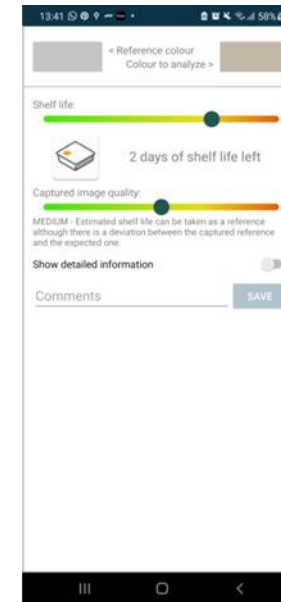 13:41
58%
< Reference colour
Colour to analyze >
Shelf life:
2 days of shelf life left
Captured image quality:
MEDIUM - Estimated shelf life can be taken as a reference
although there is a deviation between the captured reference
and the expected one.
Show detailed information
Comments
SAVE